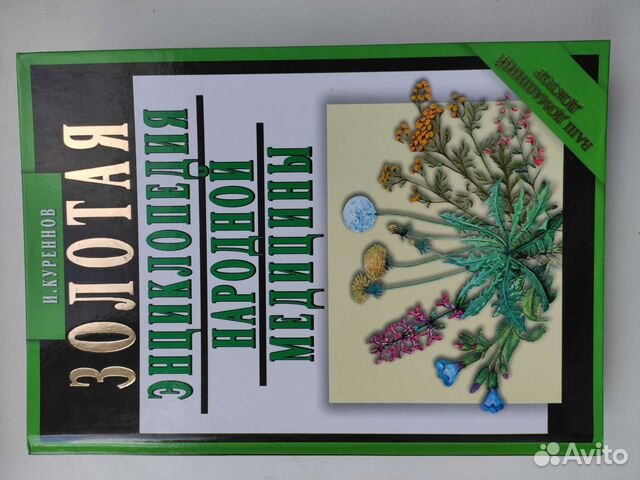 И. КУРЕННОВ
ЗОЛОТАЯ
ЭНЦИКЛОПЕДИЯ
НАРОДНОЙ
МЕДИЦИНЫ
ВАШ ДОМАШНИЙ
ДОКТОР
Avito